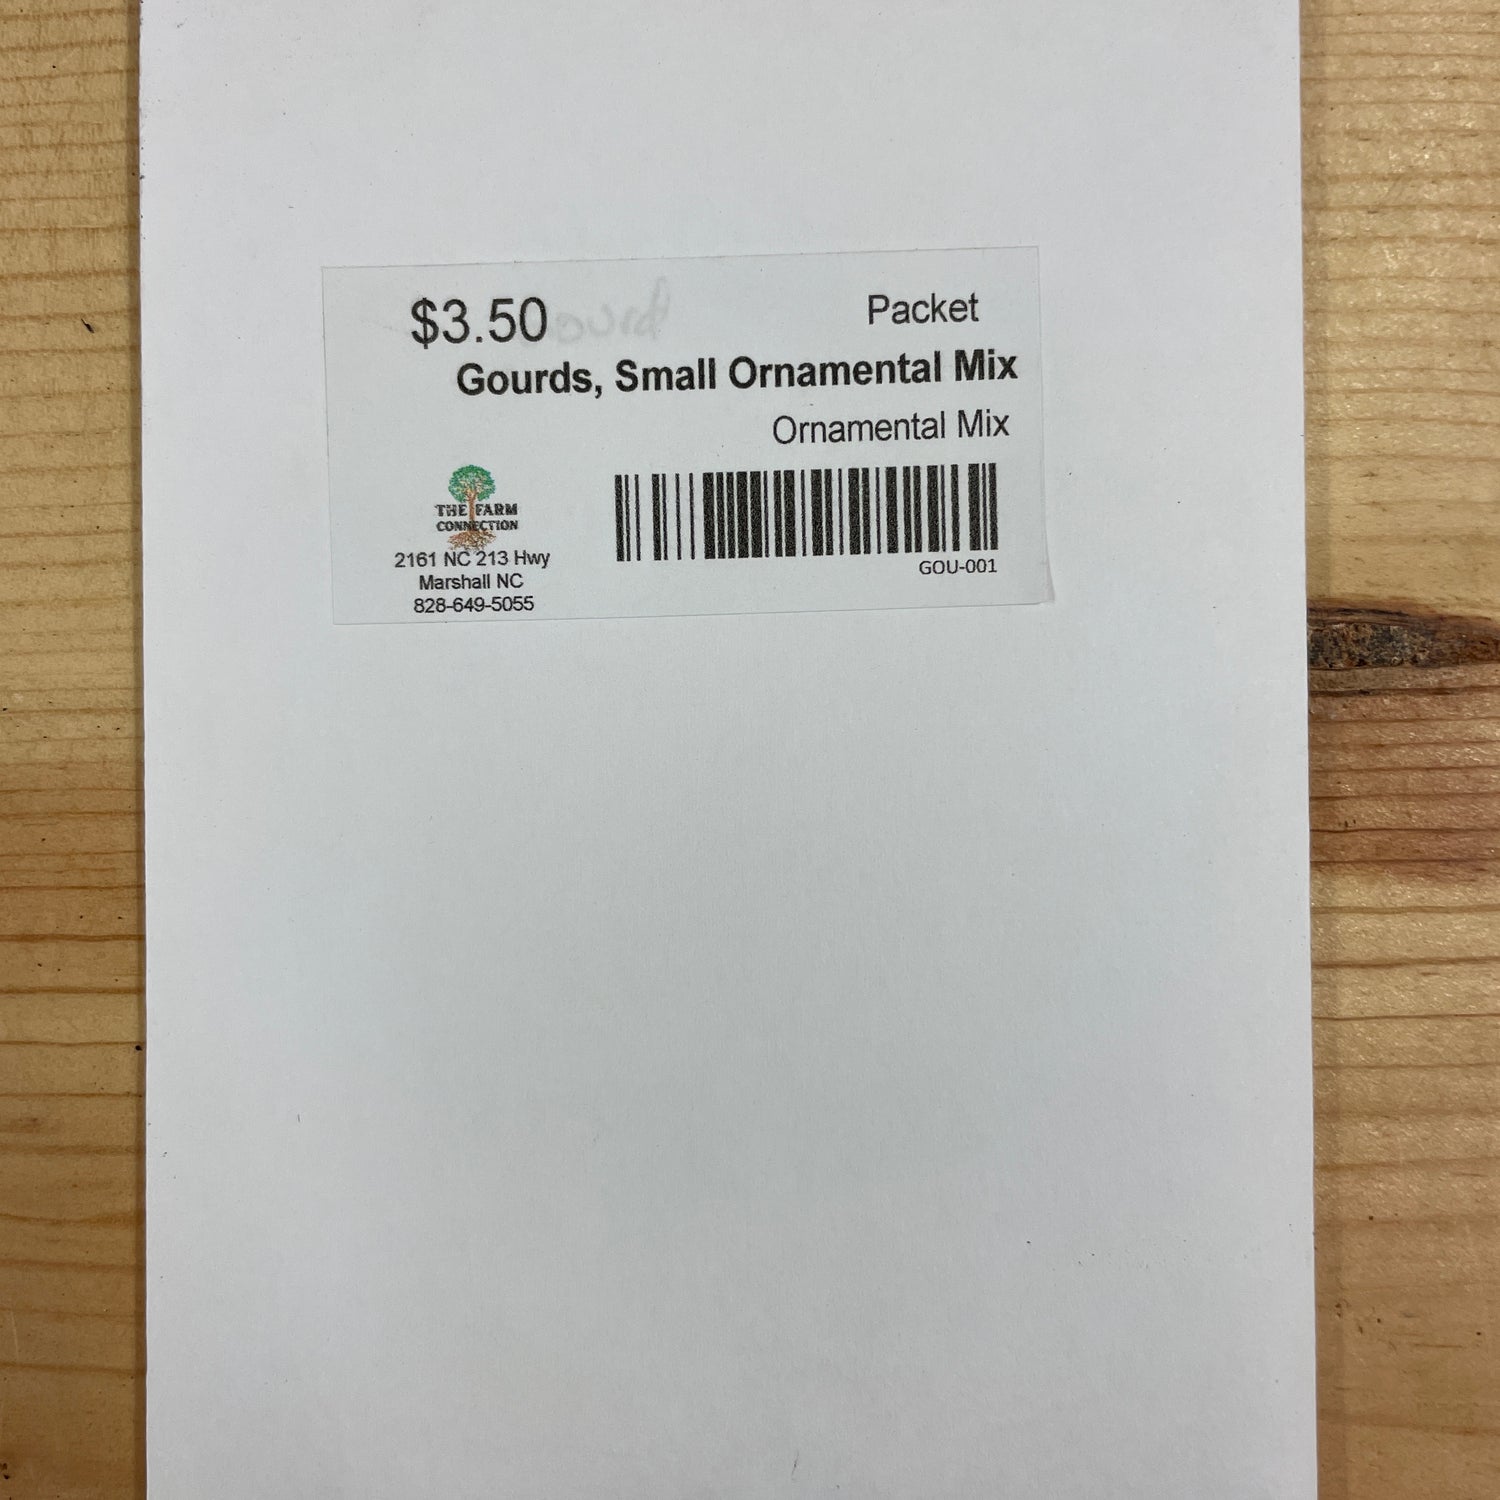 $3.50 Packet
Gourds, Small Ornamental Mix
Ornamental Mix
THE FARM
CONNECTION
2161 NC 213 Hwy
Marshall NC
828-649-5055
GOU-001